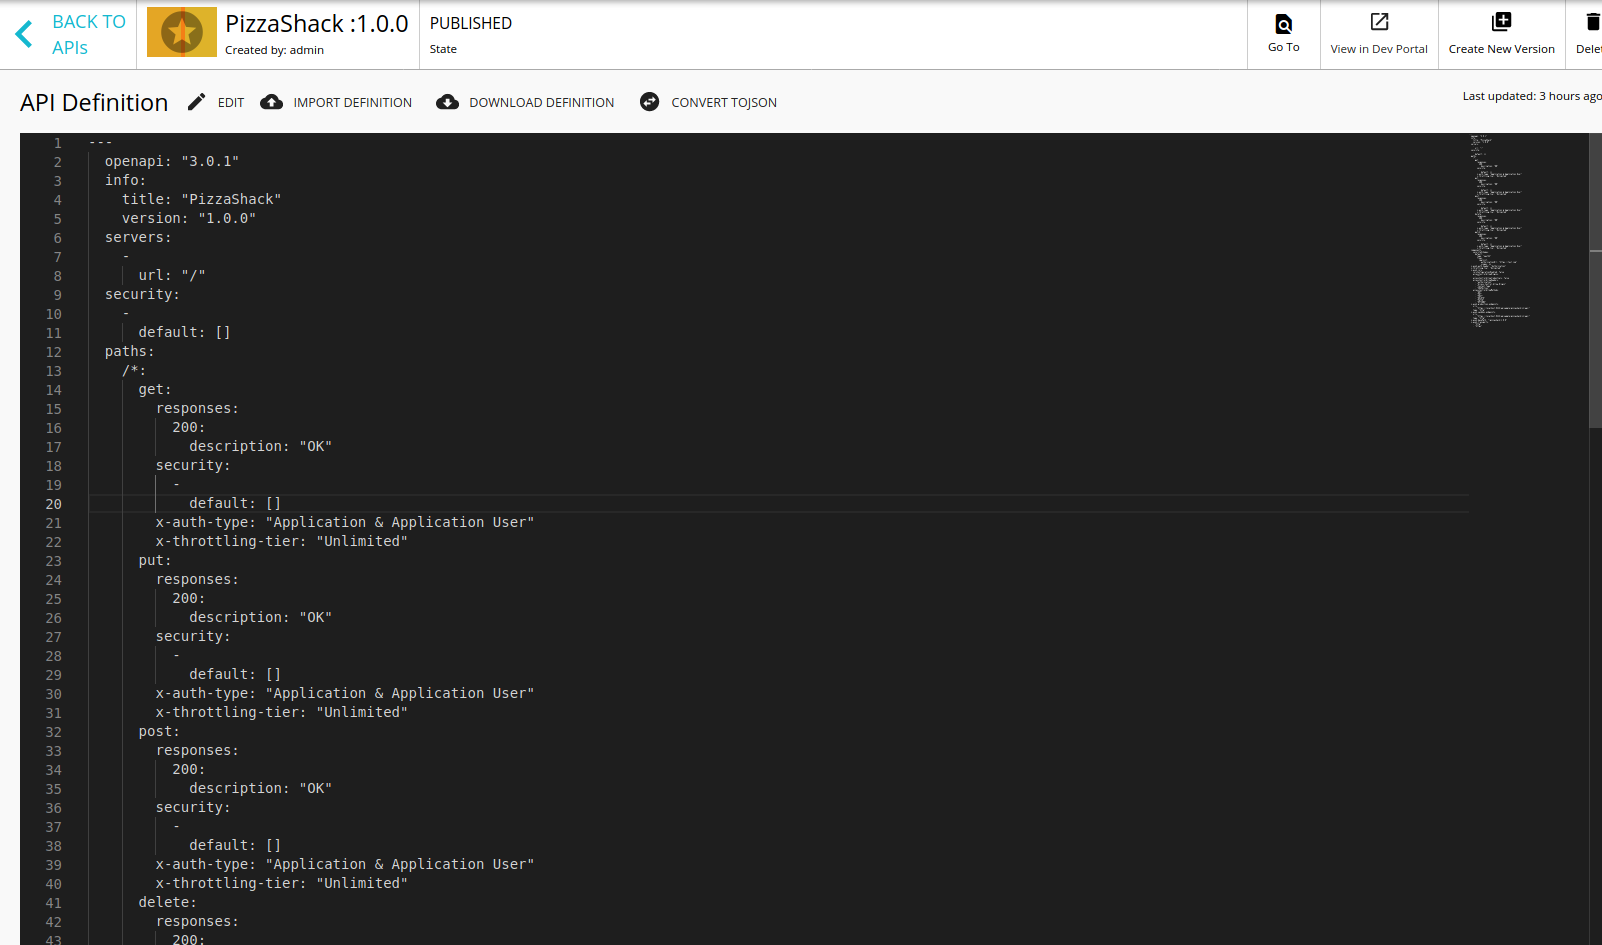 BACK TO
APIs
PizzaShack :1.0.0
Created by: admin
PUBLISHED
State
Go To
View in Dev Portal
Create New Version
Delet
API Definition
EDIT
IMPORT DEFINITION
DOWNLOAD DEFINITION
CONVERT TOJSON
Last updated: 3 hours ago
1 ---
2 openapi: "3.0.1"
3 info:
4 title: "PizzaShack"
5 version: "1.0.0"
6 servers:
7 -
8 url: "/"
9 security:
10 -
11 default: []
12 paths:
13 /*:
14 get:
15 responses:
16 200:
17 description: "OK"
18 security:
19 -
20 default: []
21 x-auth-type: "Application & Application User"
22 x-throttling-tier: "Unlimited"
23 put:
24 responses:
25 200:
26 description: "OK"
27 security:
28 -
29 default: []
30 x-auth-type: "Application & Application User"
31 x-throttling-tier: "Unlimited"
32 post:
33 responses:
34 200:
35 description: "OK"
36 security:
37 -
38 default: []
39 x-auth-type: "Application & Application User"
40 x-throttling-tier: "Unlimited"
41 delete:
42 responses:
43 200: